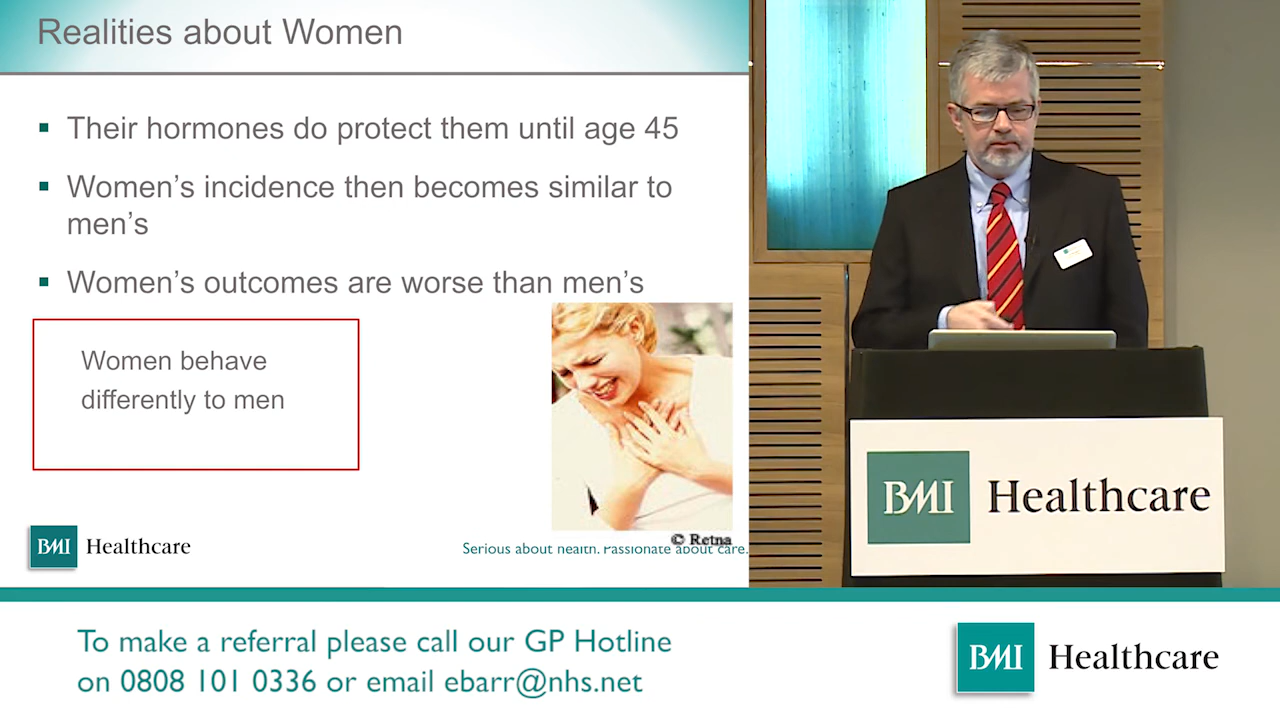 Realities about Women
Their hormones do protect them until age 45
Women’s incidence then becomes similar to
men’s
Women’s outcomes are worse than men’s
Women behave
differently to men
© Retna
BMI Healthcare
Serious about health. Passionate about care.
BMI Healthcare
To make a referral please call our GP Hotline
on 0808 101 0336 or email ebarr@nhs.net
BMI Healthcare